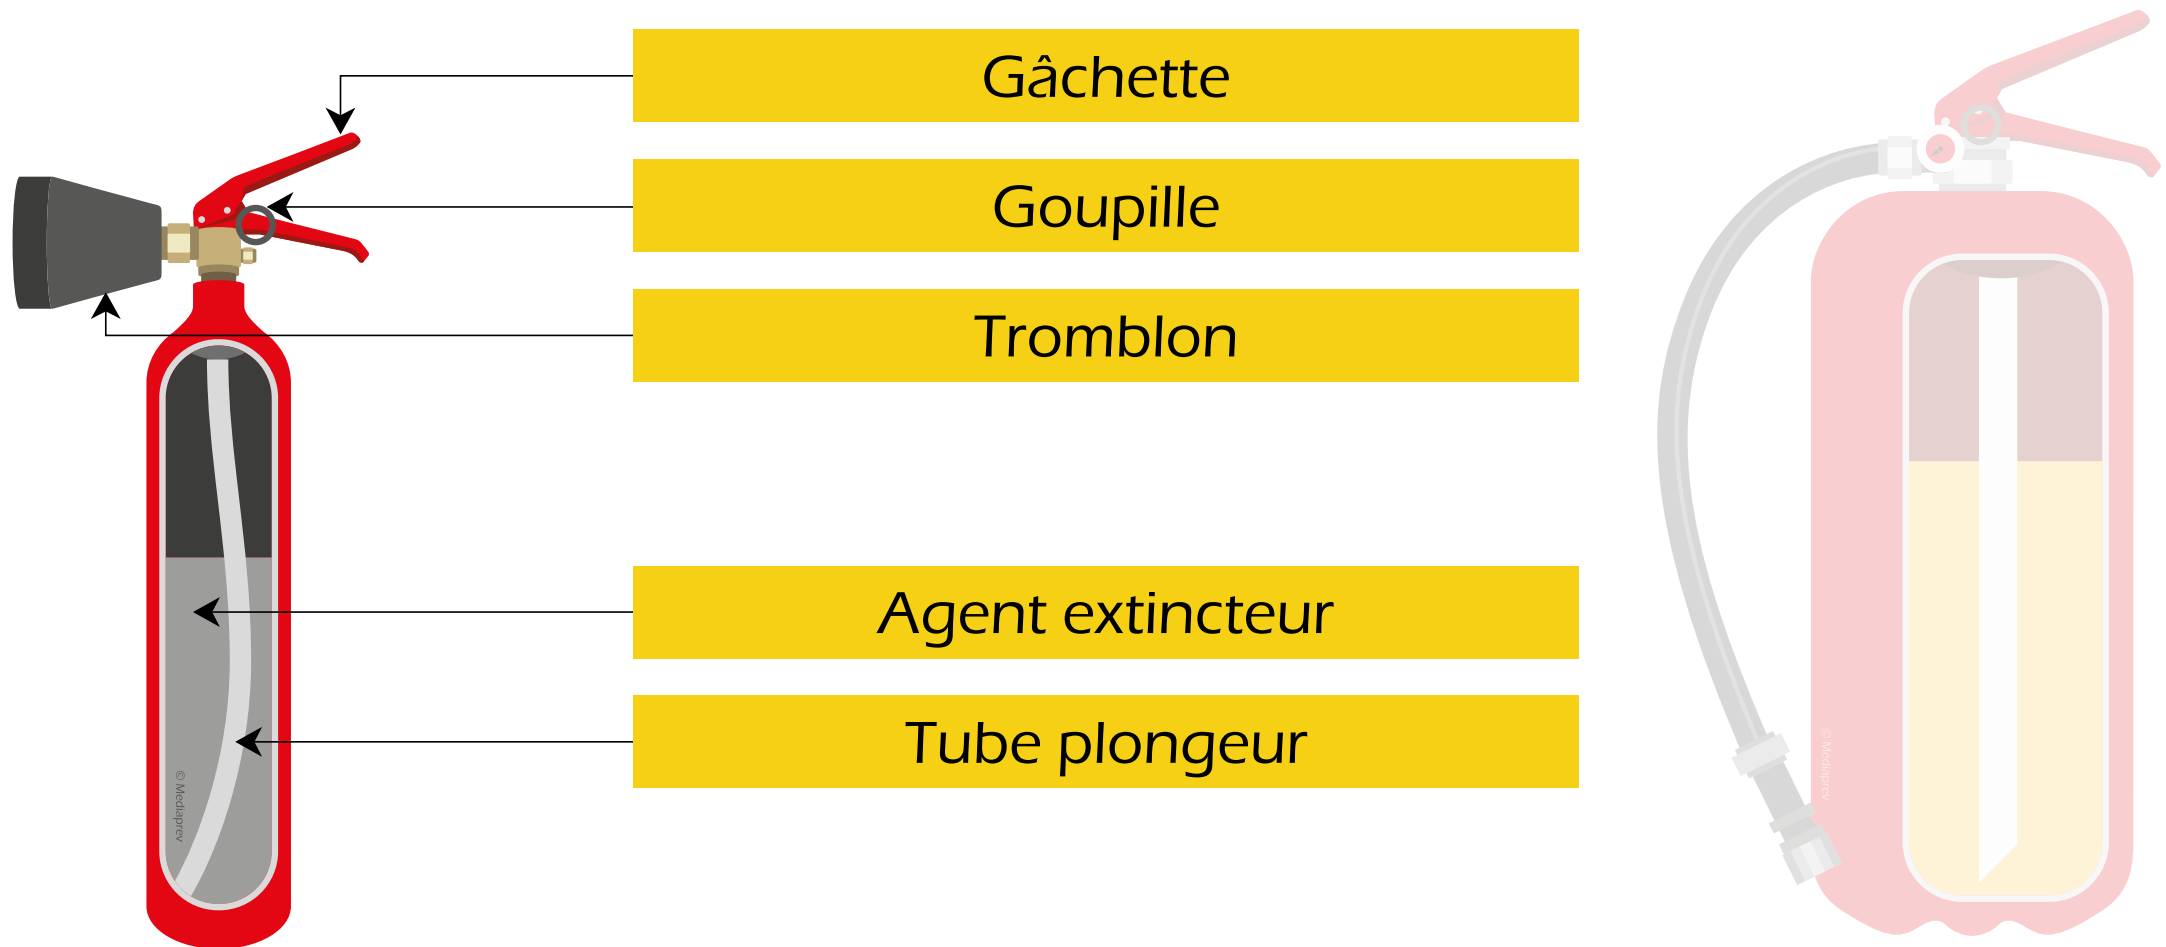 Gâchette
Goupille
Tromblon
Agent extincteur
Tube plongeur
© Mediaprev
© Mediaprev